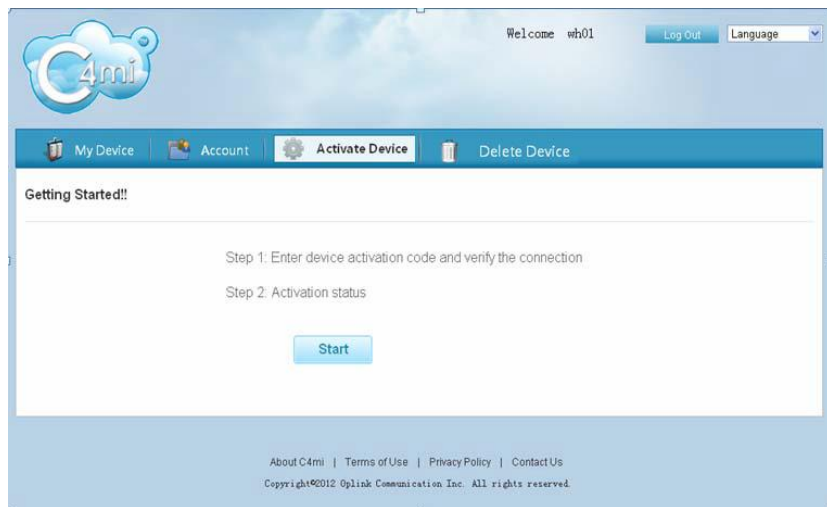 C4mi
Welcome wh01 Log Out Language
My Device | Account | Activate Device | Delete Device
Getting Started!!
Step 1: Enter device activation code and verify the connection
Step 2: Activation status
Start
About C4mi | Terms of Use | Privacy Policy | Contact Us
Copyright©2012 Oplink Communication Inc. All rights reserved.